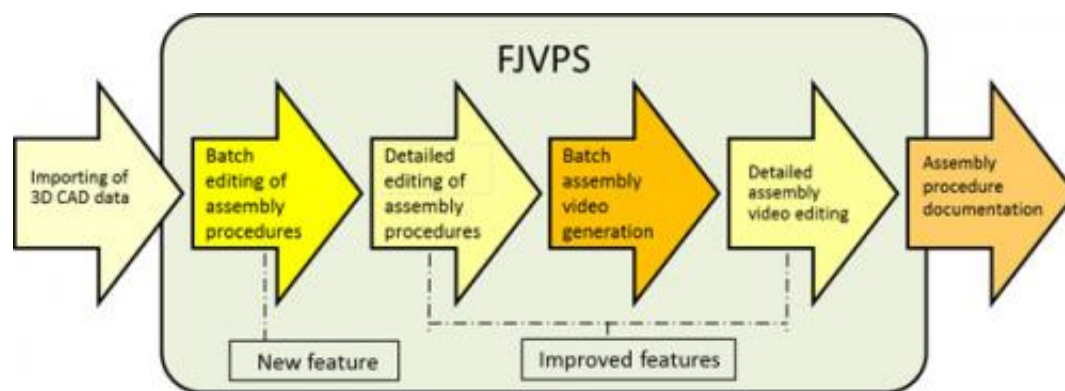 FJVPS
Importing of
3D CAD data
Batch
editing of
assembly
procedures
Detailed
editing of
assembly
procedures
Batch
assembly
video
generation
Detailed
assembly
video editing
Assembly
procedure
documentation
New feature
Improved features